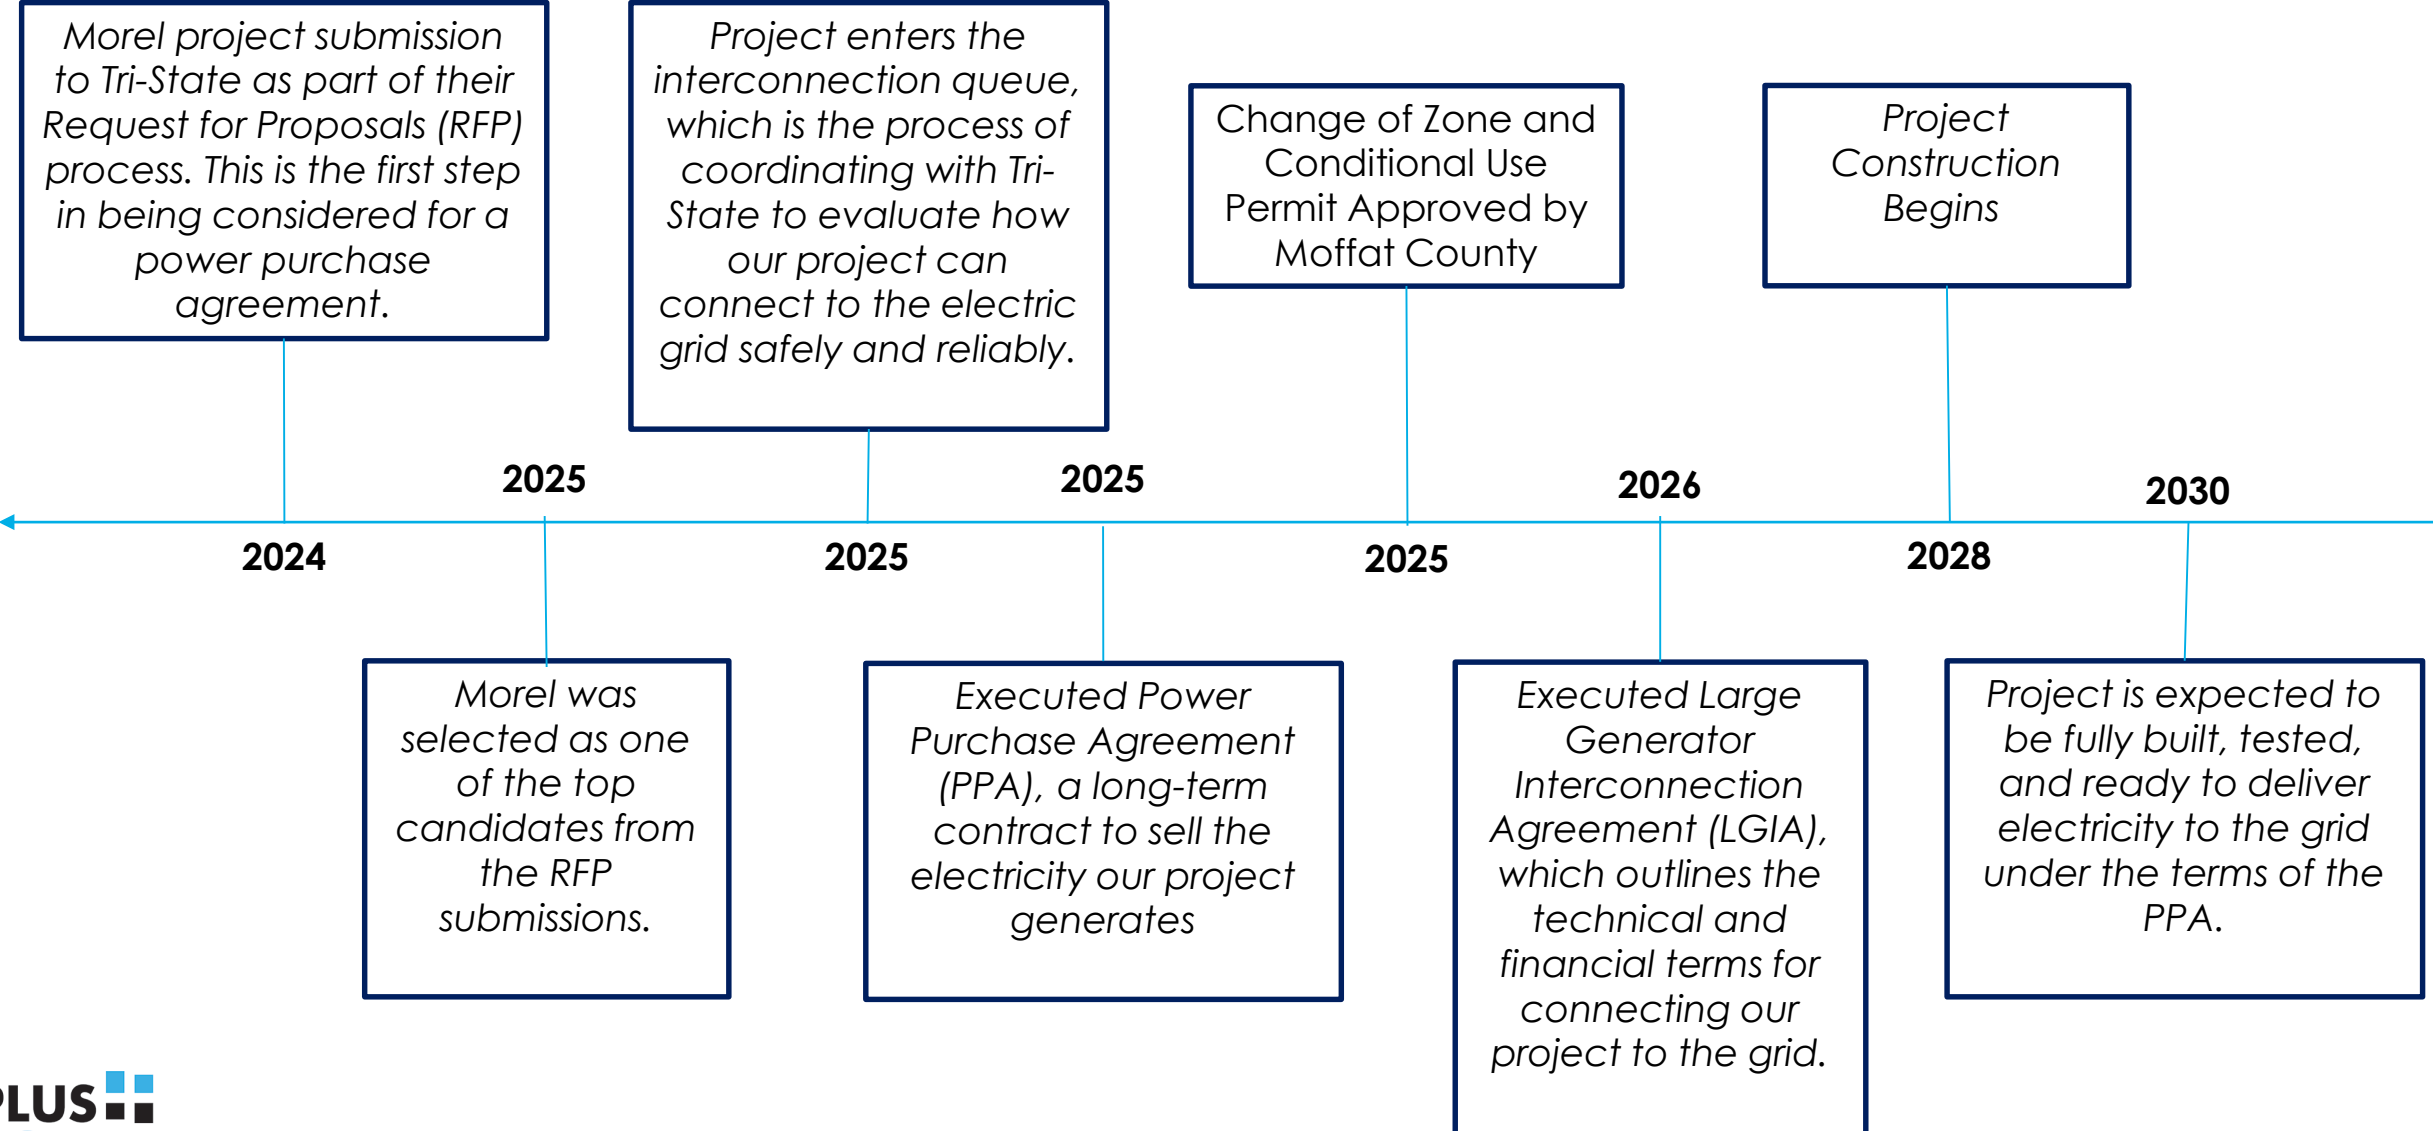 Morel project submission
to Tri-State as part of their
Request for Proposals (RFP)
process. This is the first step
in being considered for a
power purchase
agreement.
Project enters the
interconnection queue,
which is the process of
coordinating with Tri-
State to evaluate how
our project can
connect to the electric
grid safely and reliably.
Change of Zone and
Conditional Use
Permit Approved by
Moffat County
Project
Construction
Begins
2025
2025
2026
2030
2024
2025
2025
2028
Morel was
selected as one
of the top
candidates from
the RFP
submissions.
Executed Power
Purchase Agreement
(PPA), a long-term
contract to sell the
electricity our project
generates
Executed Large
Generator
Interconnection
Agreement (LGIA),
which outlines the
technical and
financial terms for
connecting our
project to the grid.
Project is expected to
be fully built, tested,
and ready to deliver
electricity to the grid
under the terms of the
PPA.
PLUS